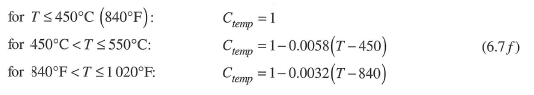 for T ≤ 450°C (840°F): C_temp = 1
for 450°C < T ≤ 550°C: C_temp = 1 – 0.0058(T – 450) (6.7f)
for 840°F < T ≤ 1 020°F: C_temp = 1 – 0.0032(T – 840)